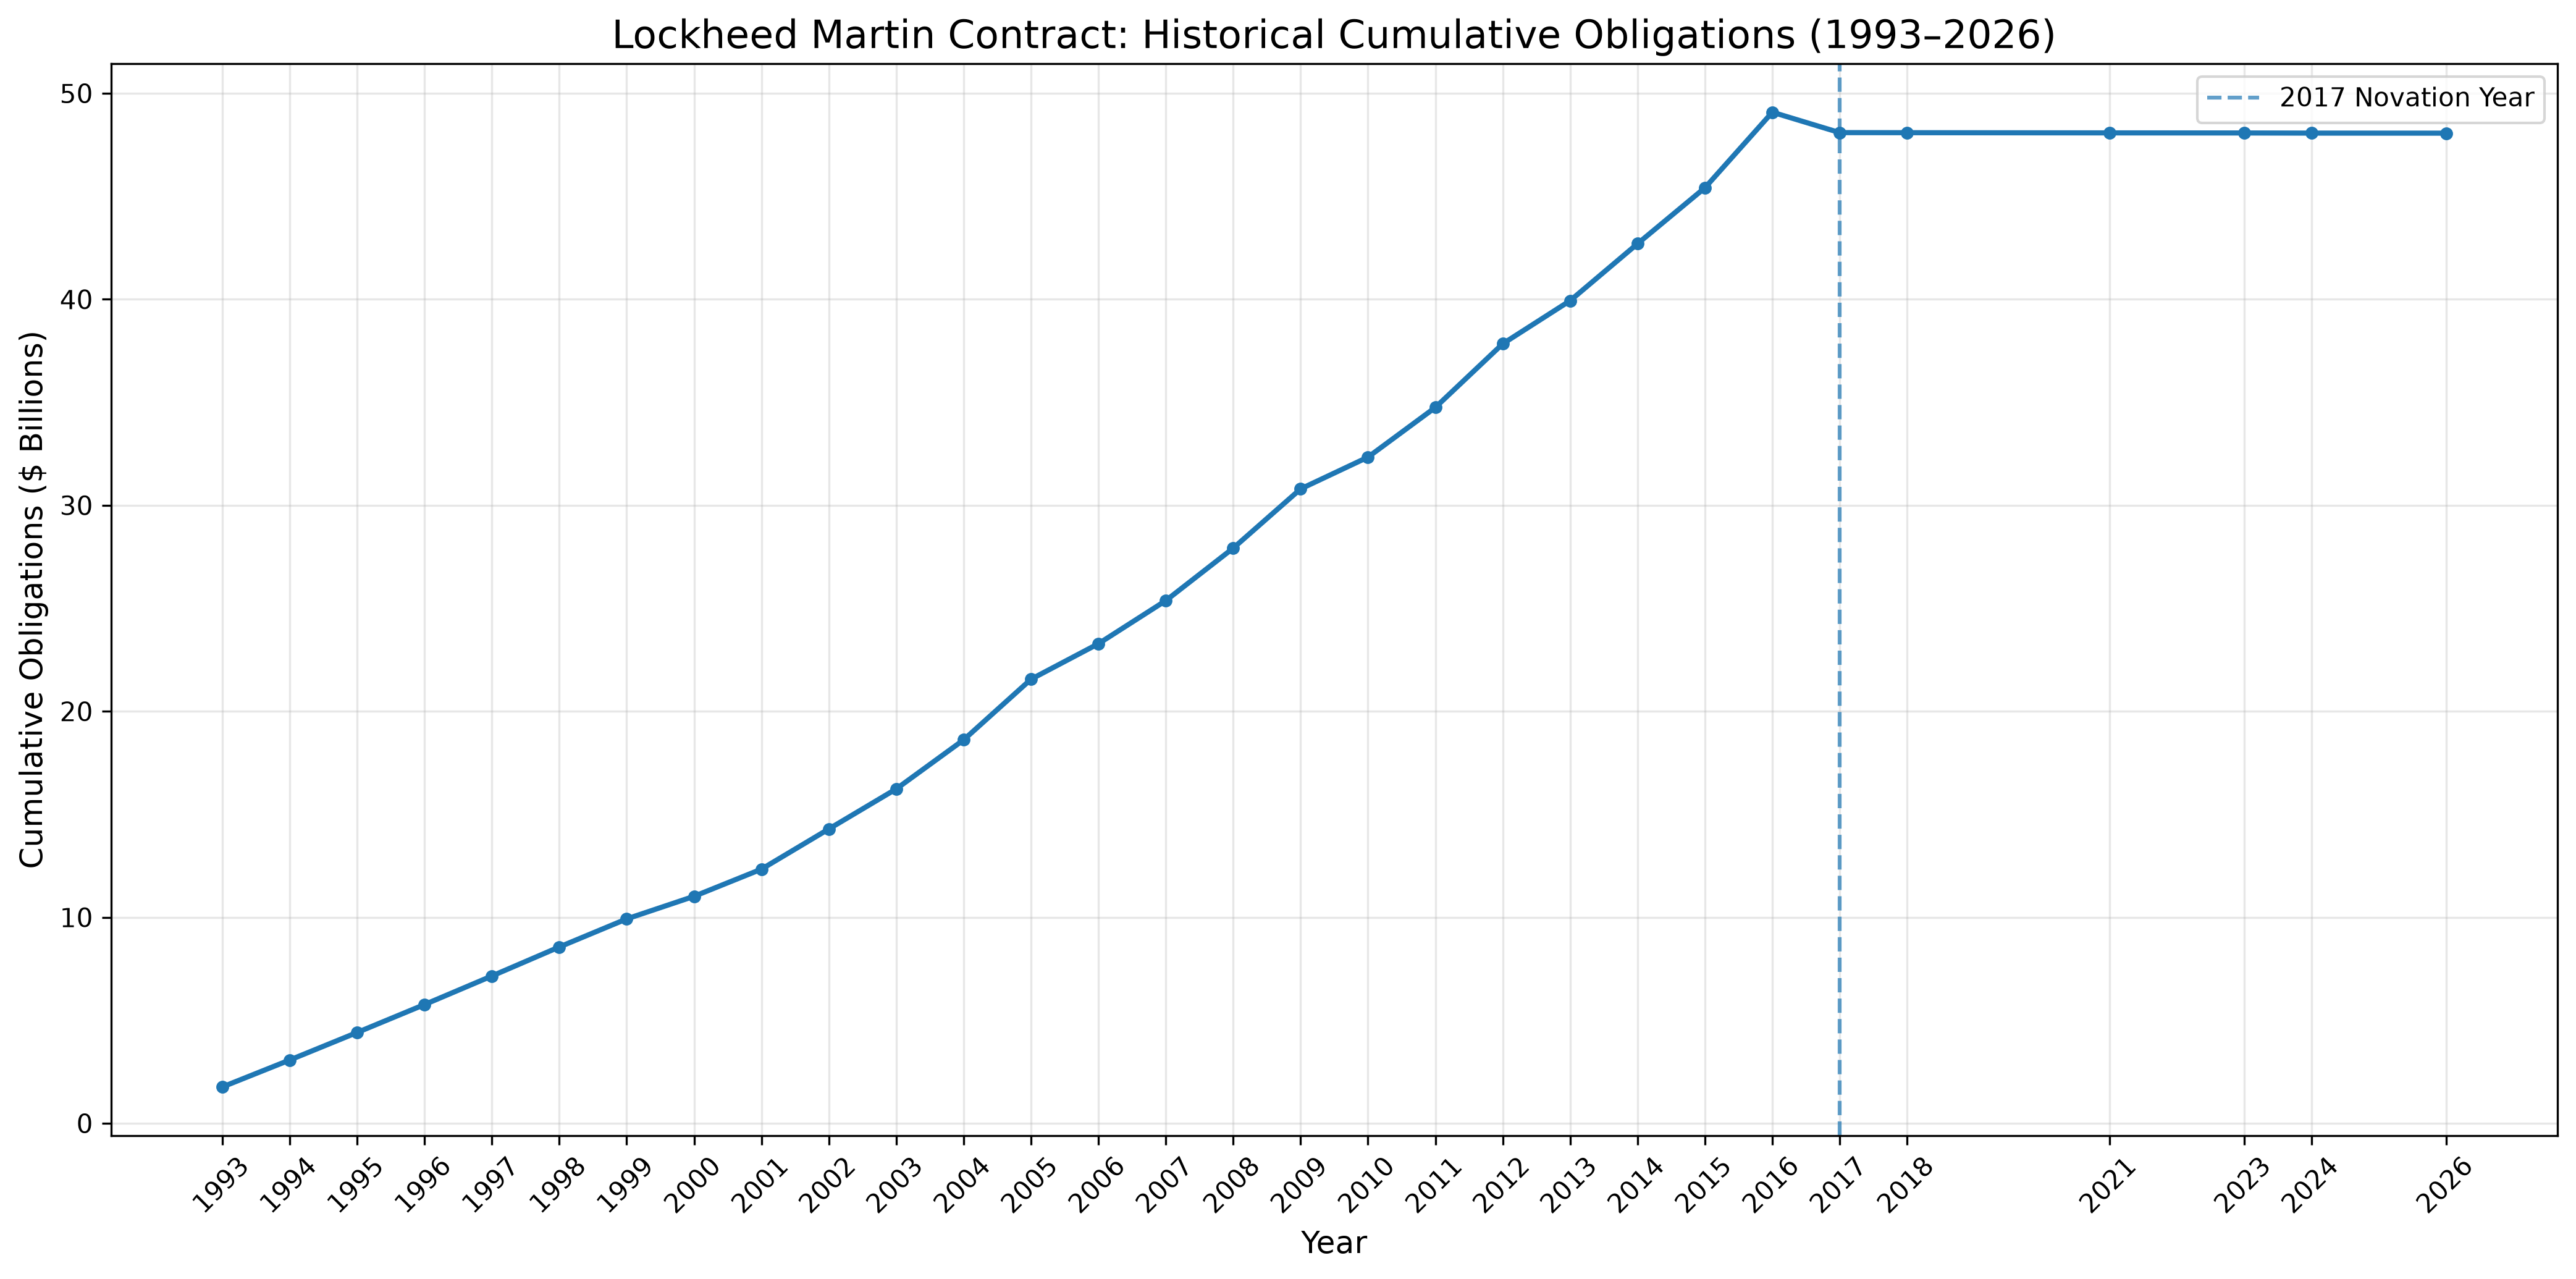 Lockheed Martin Contract: Historical Cumulative Obligations (1993–2026)
2017 Novation Year
Cumulative Obligations ($ Billions)
50
40
30
20
10
0
1993 1994 1995 1996 1997 1998 1999 2000 2001 2002 2003 2004 2005 2006 2007 2008 2009 2010 2011 2012 2013 2014 2015 2016 2017 2018 2021 2023 2024 2026
Year